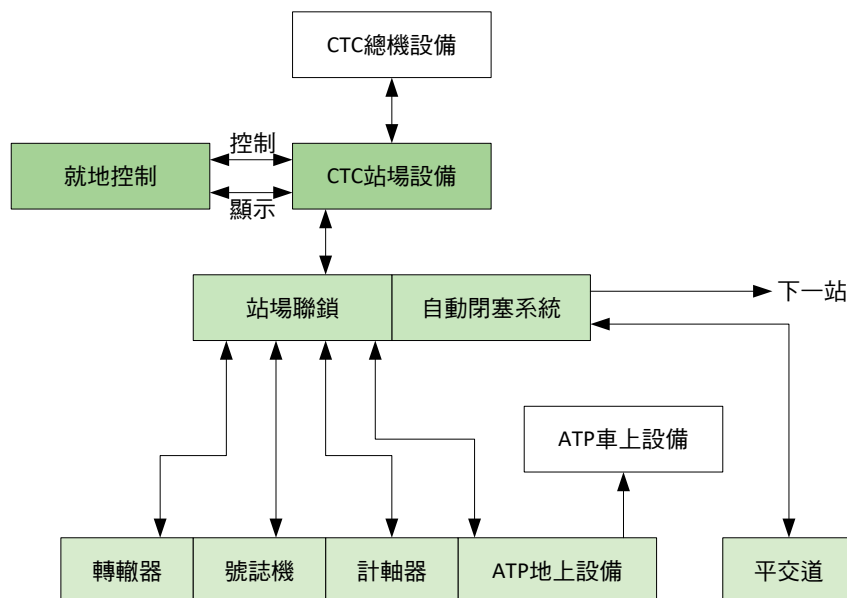 CTC總機設備
控制
就地控制
CTC站場設備
顯示
站場聯鎖
自動閉塞系統
下一站
ATP車上設備
轉轍器
號誌機
計軸器
ATP地上設備
平交道